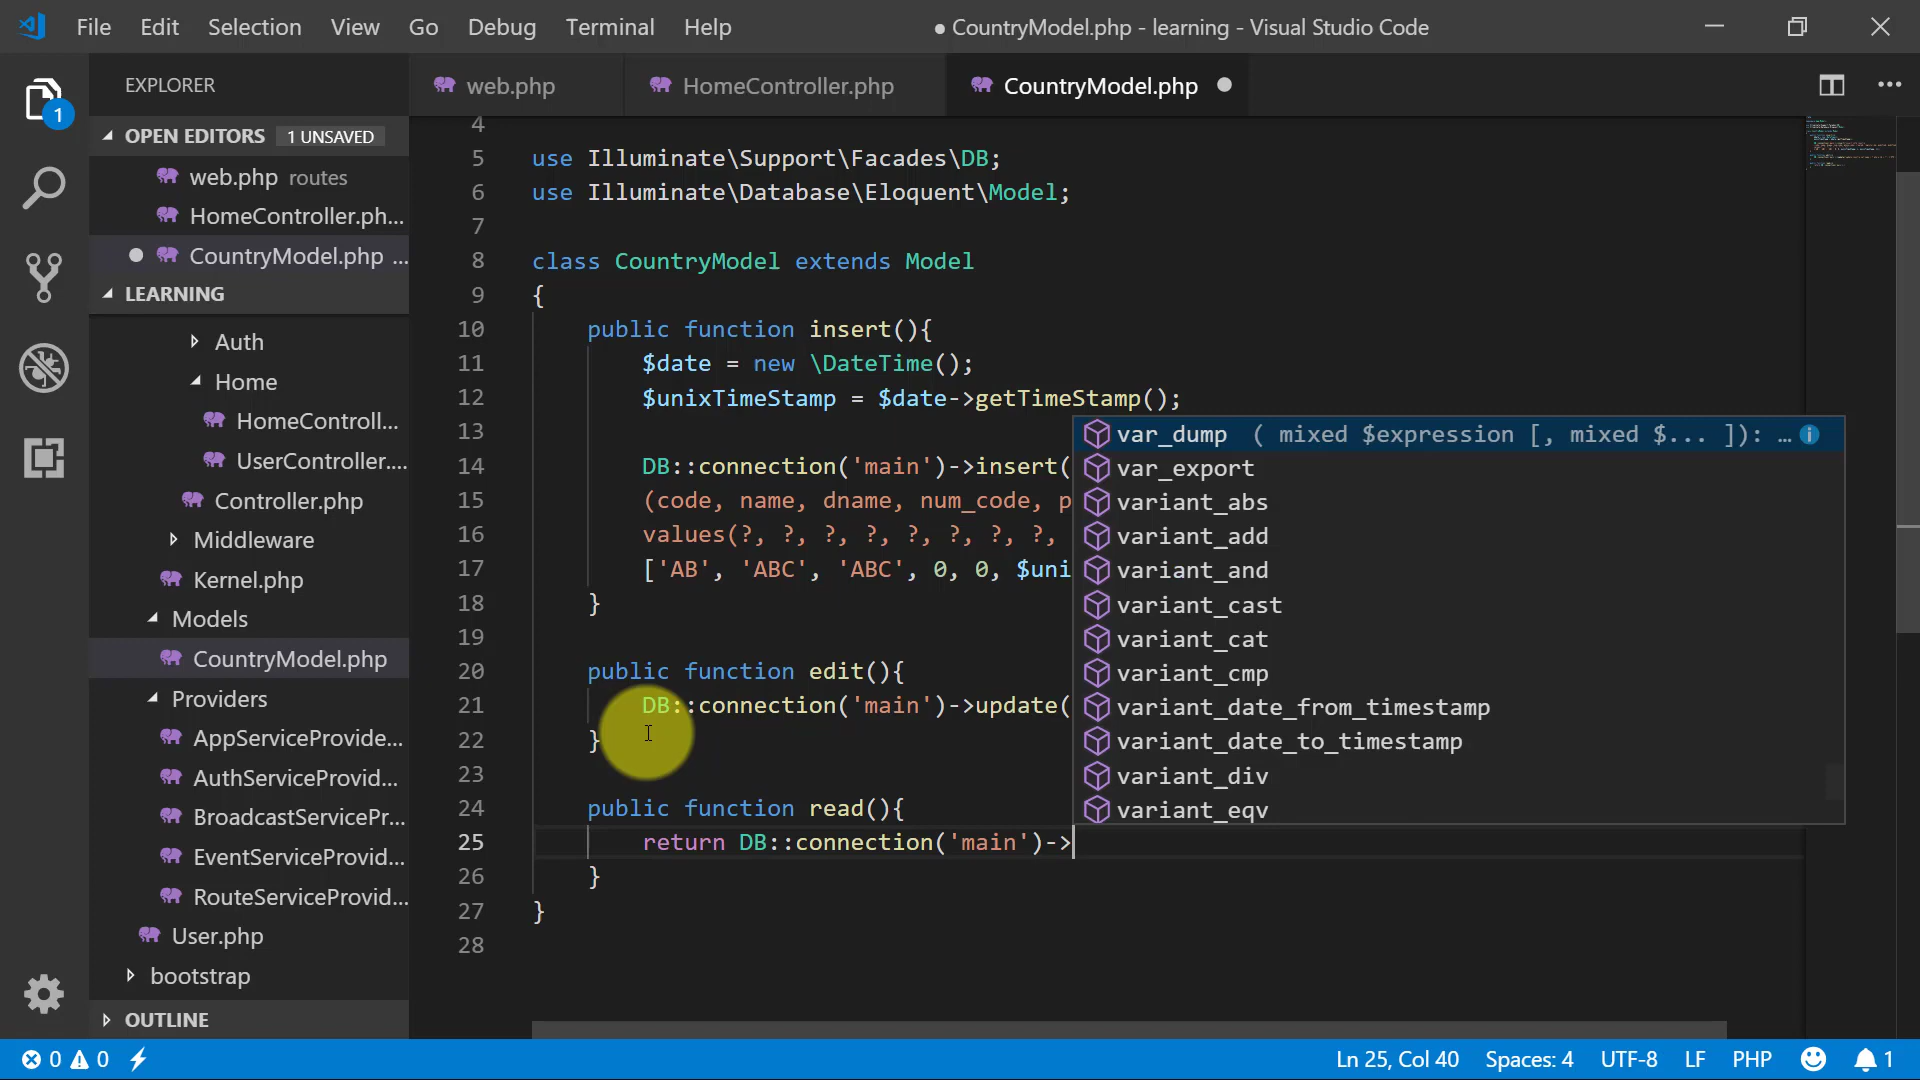 File Edit Selection View Go Debug Terminal Help
● CountryModel.php - learning - Visual Studio Code
EXPLORER
web.php
HomeController.php
CountryModel.php
OPEN EDITORS 1 UNSAVED
web.php routes
HomeController.ph...
CountryModel.php ...
LEARNING
Auth
Home
HomeControll...
UserController....
Controller.php
Middleware
Kernel.php
Models
CountryModel.php
Providers
AppServiceProvide...
AuthServiceProvid...
BroadcastServicePr...
EventServiceProvid...
RouteServiceProvid...
User.php
bootstrap
OUTLINE
1
4
5 use Illuminate\Support\Facades\DB;
6 use Illuminate\Database\Eloquent\Model;
7
8 class CountryModel extends Model
9 {
10 public function insert(){
11 $date = new \DateTime();
12 $unixTimeStamp = $date->getTimeStamp();
13
14 DB::connection('main')->insert(
15 (code, name, dname, num_code, p
16 values(?, ?, ?, ?, ?, ?, ?, ?,
17 ['AB', 'ABC', 'ABC', 0, 0, $uni
18 }
19
20 public function edit(){
21 DB::connection('main')->update(
22 }
23
24 public function read(){
25 return DB::connection('main')->
26 }
27 }
28
var_dump ( mixed $expression [, mixed $... ]): …
var_export
variant_abs
variant_add
variant_and
variant_cast
variant_cat
variant_cmp
variant_date_from_timestamp
variant_date_to_timestamp
variant_div
variant_eqv
0 0
Ln 25, Col 40 Spaces: 4 UTF-8 LF PHP 1